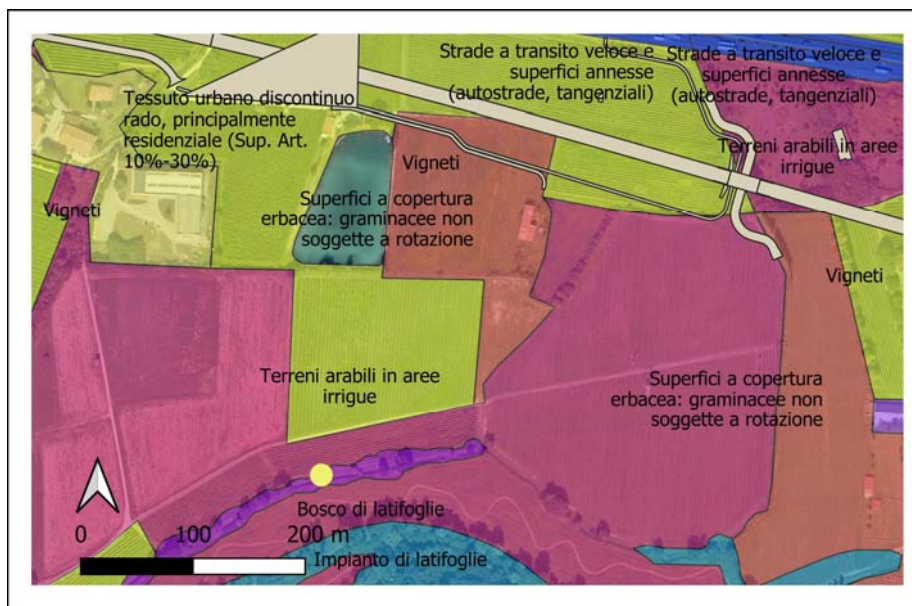 Strade a transito veloce e
superfici annesse
(autostrade, tangenziali)
Strade a transito veloce e
superfici annesse
(autostrade, tangenziali)
Tessuto urbano discontinuo
rado, principalmente
residenziale (Sup. Art.
10%-30%)
Vigneti
Terreni arabili in aree
irrigue
Vigneti
Superfici a copertura
erbacea: graminacee non
soggette a rotazione
Vigneti
Terreni arabili in aree
irrigue
Superfici a copertura
erbacea: graminacee non
soggette a rotazione
Bosco di latifoglie
0 100 200 m
Impianto di latifoglie